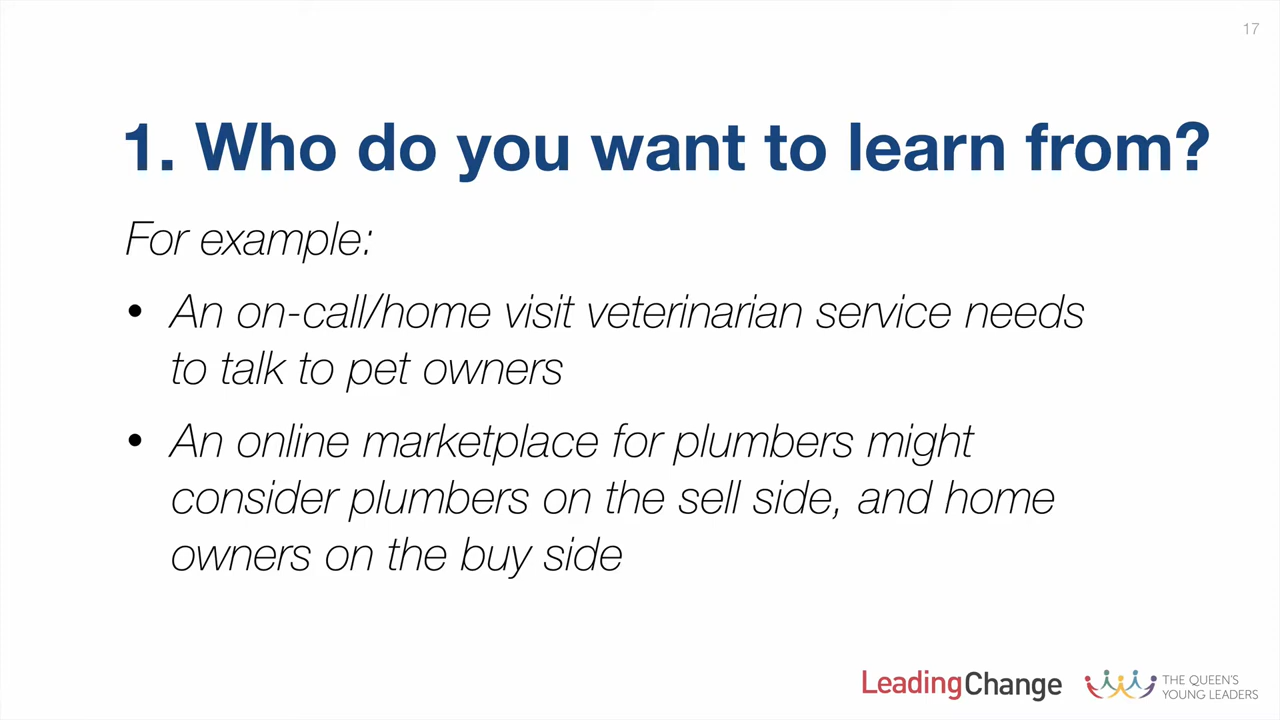 17
1. Who do you want to learn from?
For example:
• An on-call/home visit veterinarian service needs
to talk to pet owners
• An online marketplace for plumbers might
consider plumbers on the sell side, and home
owners on the buy side
LeadingChange
THE QUEEN'S
YOUNG LEADERS